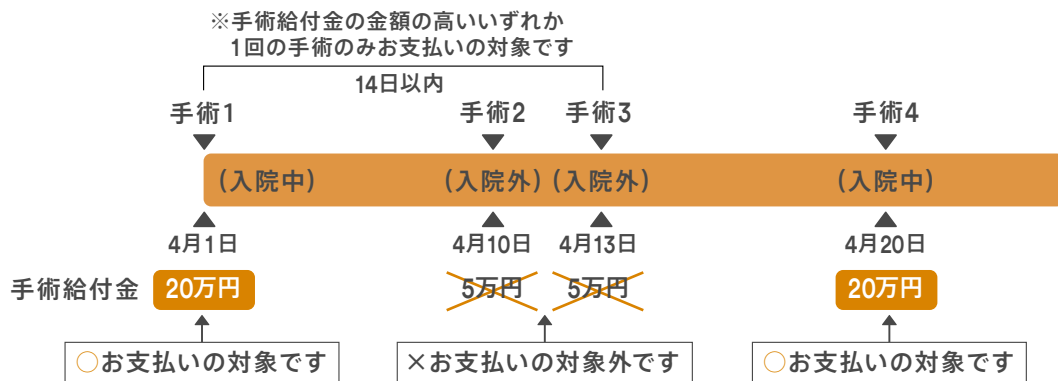 ※手術給付金の金額の高いいずれか
1回の手術のみお支払いの対象です
14日以内
手術1 手術2 手術3 手術4
(入院中) (入院外) (入院外) (入院中)
4月1日 4月10日 4月13日 4月20日
手術給付金 20万円 5万円 5万円 20万円
○お支払いの対象です ×お支払いの対象外です ○お支払いの対象です